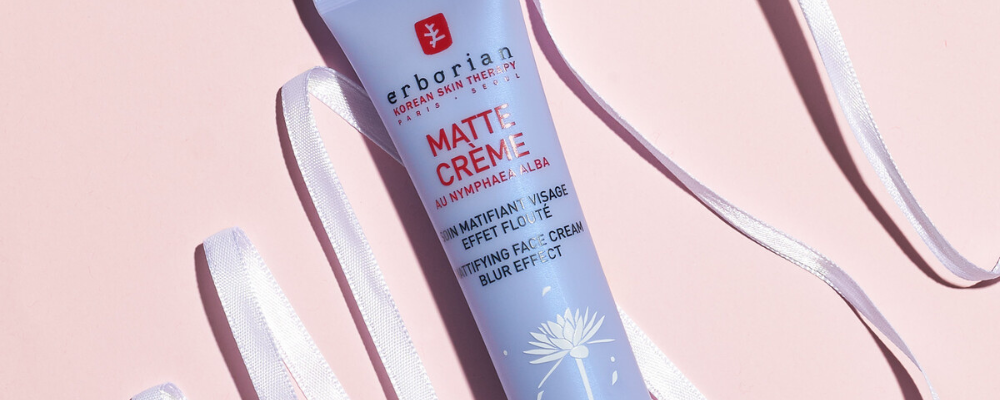 erborian
KOREAN SKIN THERAPY
PARIS • SEOUL
MATTE
CRÈME
AU NYMPHAEA ALBA
SOIN MATIFIANT VISAGE
EFFET FLOUTÉ
MATTIFYING FACE CREAM
BLUR EFFECT